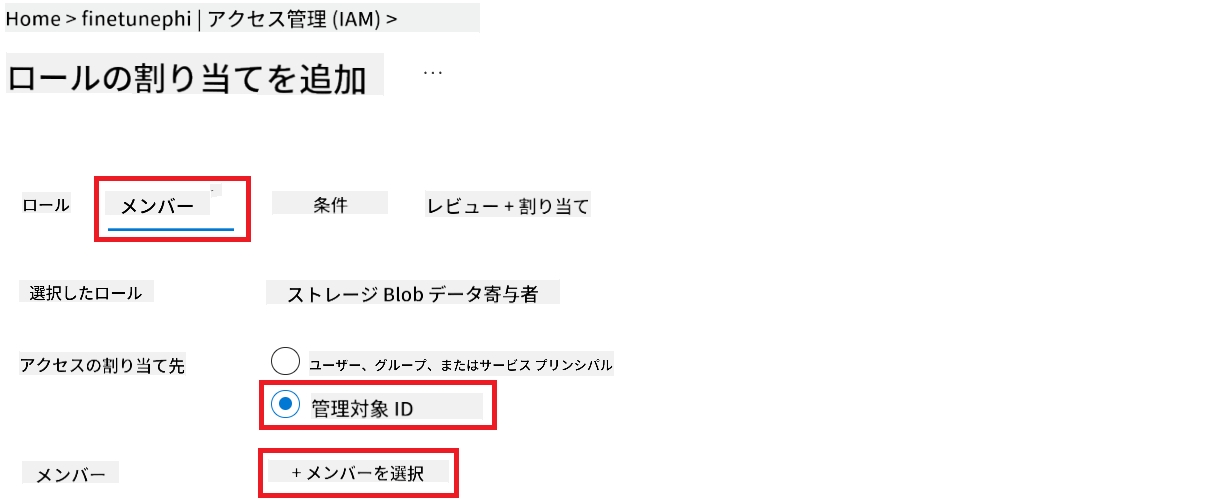 Home > finetunephi | アクセス管理 (IAM) >
ロールの割り当てを追加 ...
ロール メンバー 条件 レビュー + 割り当て
選択したロール ストレージ Blob データ寄与者
アクセスの割り当て先 ユーザー、グループ、またはサービス プリンシパル
管理対象 ID
メンバー + メンバーを選択